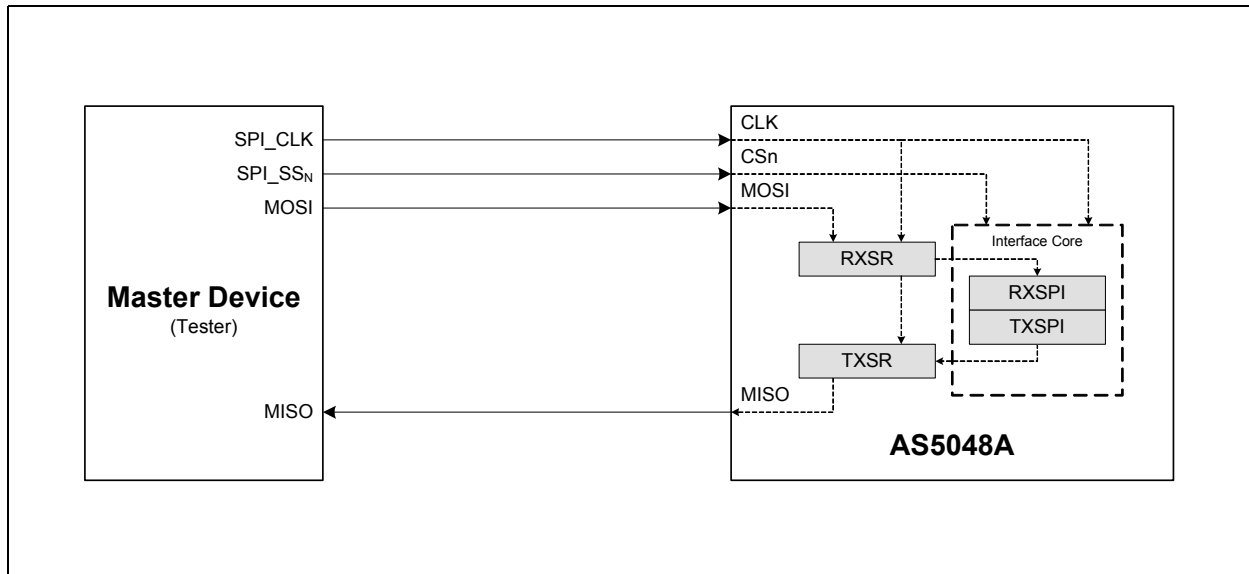 SPI_CLK
SPI_SSN
MOSI
Master Device
(Tester)
MISO
CLK
CSn
MOSI
Interface Core
RXSR
RXSPI
TXSPI
TXSR
MISO
AS5048A